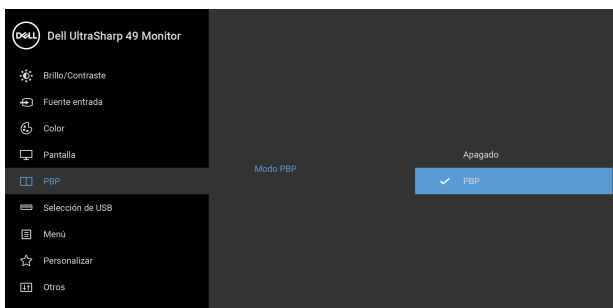 DELL Dell UltraSharp 49 Monitor
Brillo/Contraste
Fuente entrada
Color
Pantalla
PBP
Selección de USB
Menú
Personalizar
Otros
Modo PBP
Apagado
PBP